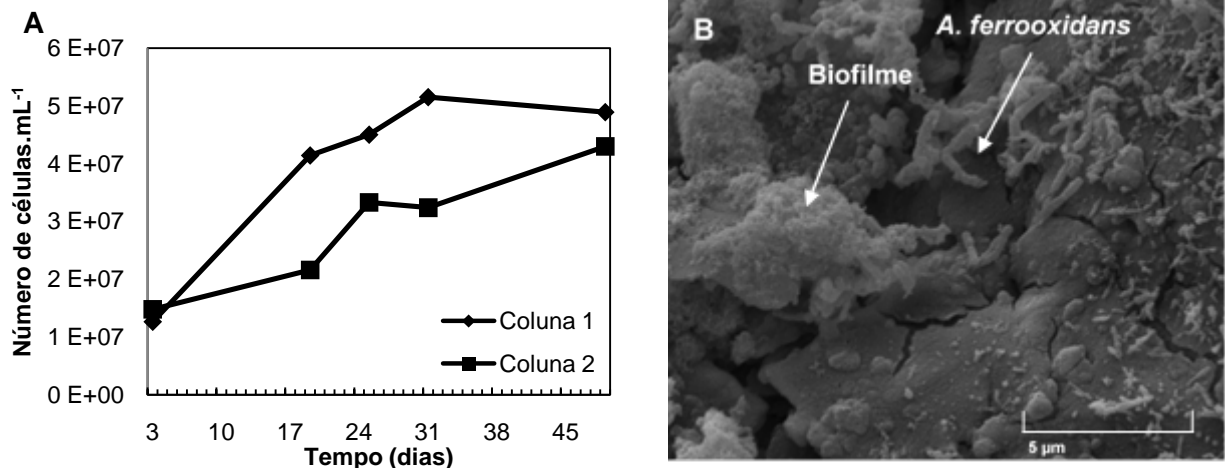 A
Número de células.mL-1
6 E+07
5 E+07
4 E+07
3 E+07
2 E+07
1 E+07
0 E+00
Coluna 1
Coluna 2
3 10 17 24 31 38 45
Tempo (dias)
B
A. ferrooxidans
Biofilme
5 µm